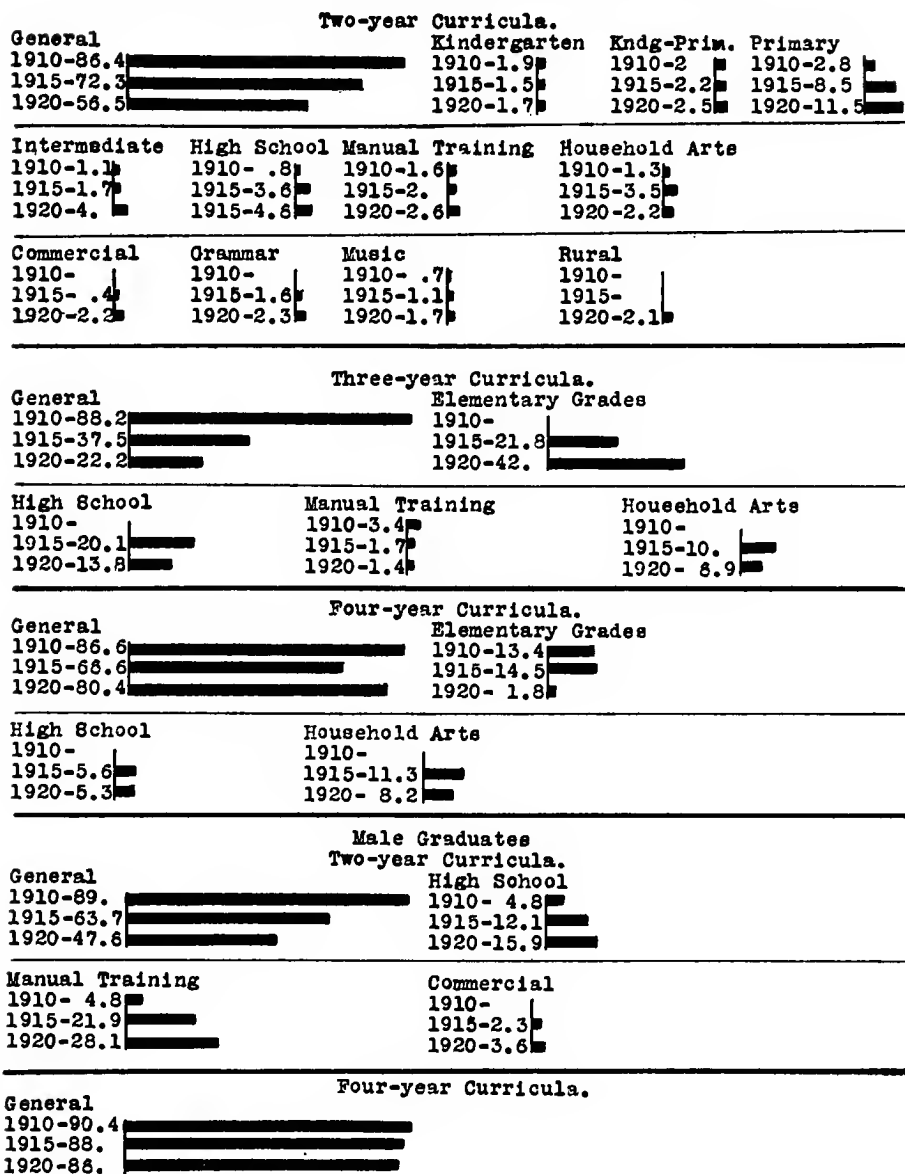 Two-year Curricula.
General
1910-86.4
1915-72.3
1920-56.5
Kindergarten
1910-1.9
1915-1.5
1920-1.7
Kndg-Prim.
1910-2
1915-2.2
1920-2.5
Primary
1910-2.8
1915-8.5
1920-11.5
Intermediate
1910-1.1
1915-1.7
1920-4.
High School
1910- .8
1915-3.6
1915-4.8
Manual Training
1910-1.6
1915-2.
1920-2.6
Household Arts
1910-1.3
1915-3.5
1920-2.2
Commercial
1910-
1915- .4
1920-2.2
Grammar
1910-
1915-1.6
1920-2.3
Music
1910- .7
1915-1.1
1920-1.7
Rural
1910-
1915-
1920-2.1
Three-year Curricula.
General
1910-88.2
1915-37.5
1920-22.2
Elementary Grades
1910-
1915-21.8
1920-42.
High School
1910-
1915-20.1
1920-13.8
Manual Training
1910-3.4
1915-1.7
1920-1.4
Household Arts
1910-
1915-10.
1920- 6.9
Four-year Curricula.
General
1910-86.6
1915-66.6
1920-80.4
Elementary Grades
1910-13.4
1915-14.5
1920- 1.8
High School
1910-
1915-5.6
1920-5.3
Household Arts
1910-
1915-11.3
1920- 8.2
Male Graduates
Two-year Curricula.
General
1910-89.
1915-63.7
1920-47.6
High School
1910- 4.8
1915-12.1
1920-15.9
Manual Training
1910- 4.8
1915-21.9
1920-28.1
Commercial
1910-
1915-2.3
1920-3.6
Four-year Curricula.
General
1910-90.4
1915-88.
1920-86.